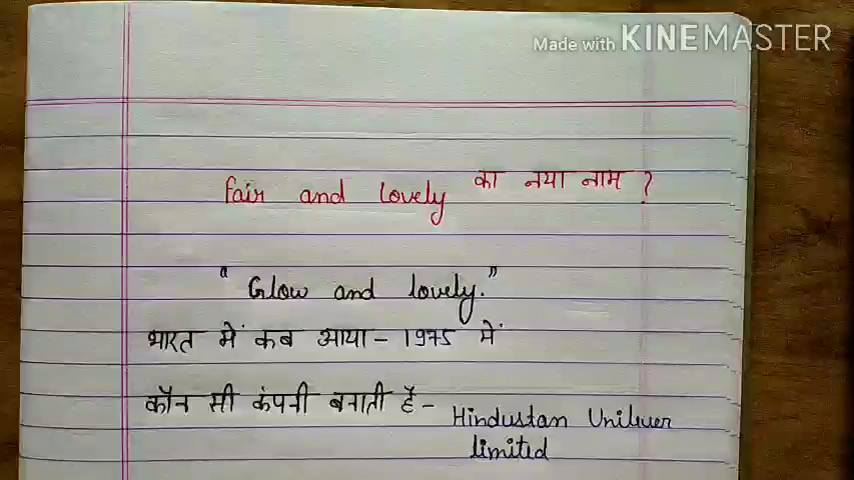 Made with KINEMASTER
Fair and lovely का नया नाम ?
" Glow and lovely."
भारत में कब आया - 1975 में
कौन सी कंपनी बनाती है - Hindustan Unilever
limited